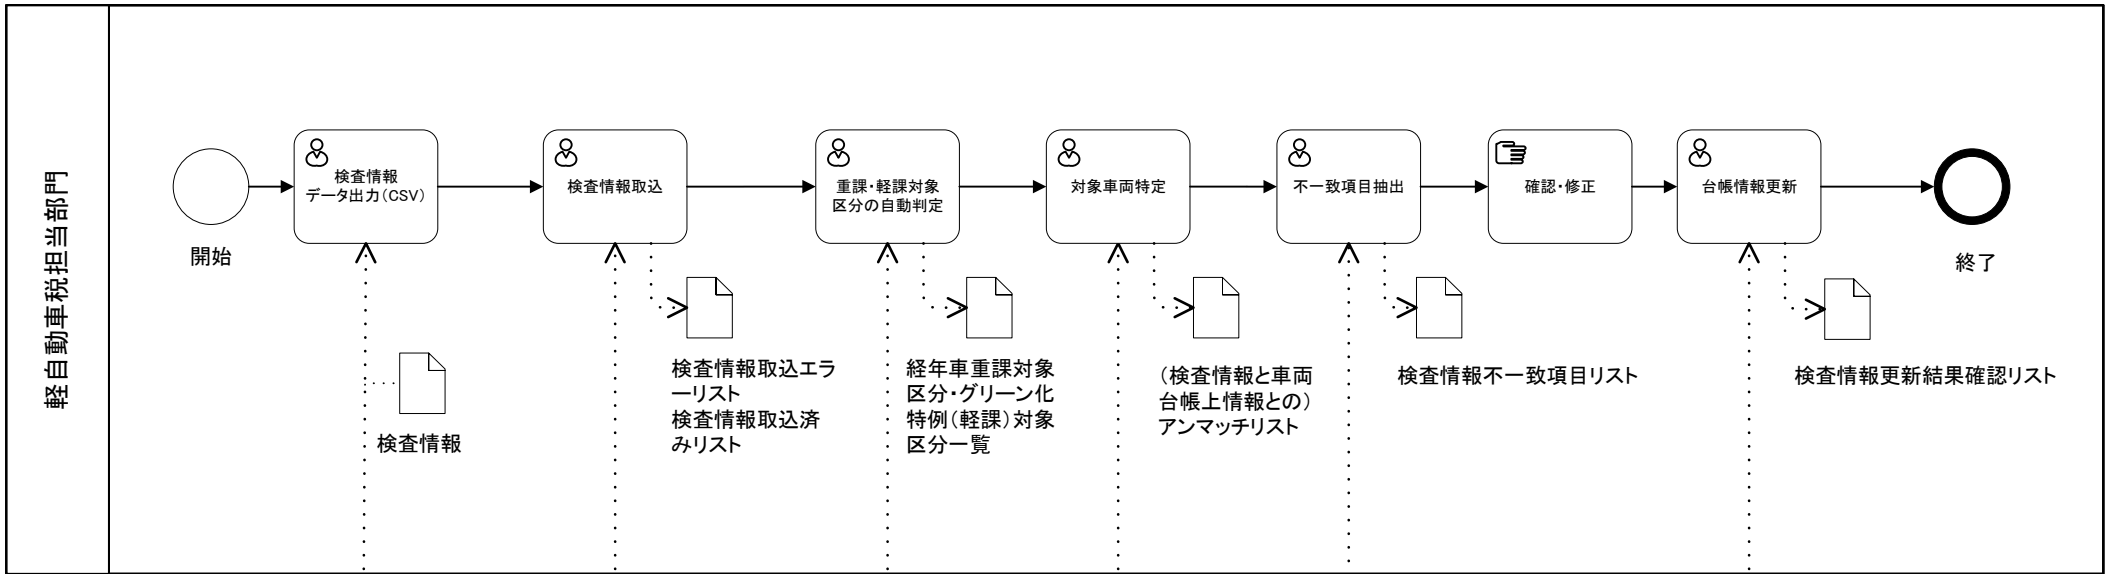 軽自動車税担当部門
開始
検査情報
データ出力(CSV)
検査情報取込
重課・軽課対象
区分の自動判定
対象車両特定
不一致項目抽出
確認・修正
台帳情報更新
終了
検査情報
検査情報取込エラ
ーリスト
検査情報取込済
みリスト
経年車重課対象
区分・グリーン化
特例(軽課)対象
区分一覧
(検査情報と車両
台帳上情報との)
アンマッチリスト
検査情報不一致項目リスト
検査情報更新結果確認リスト